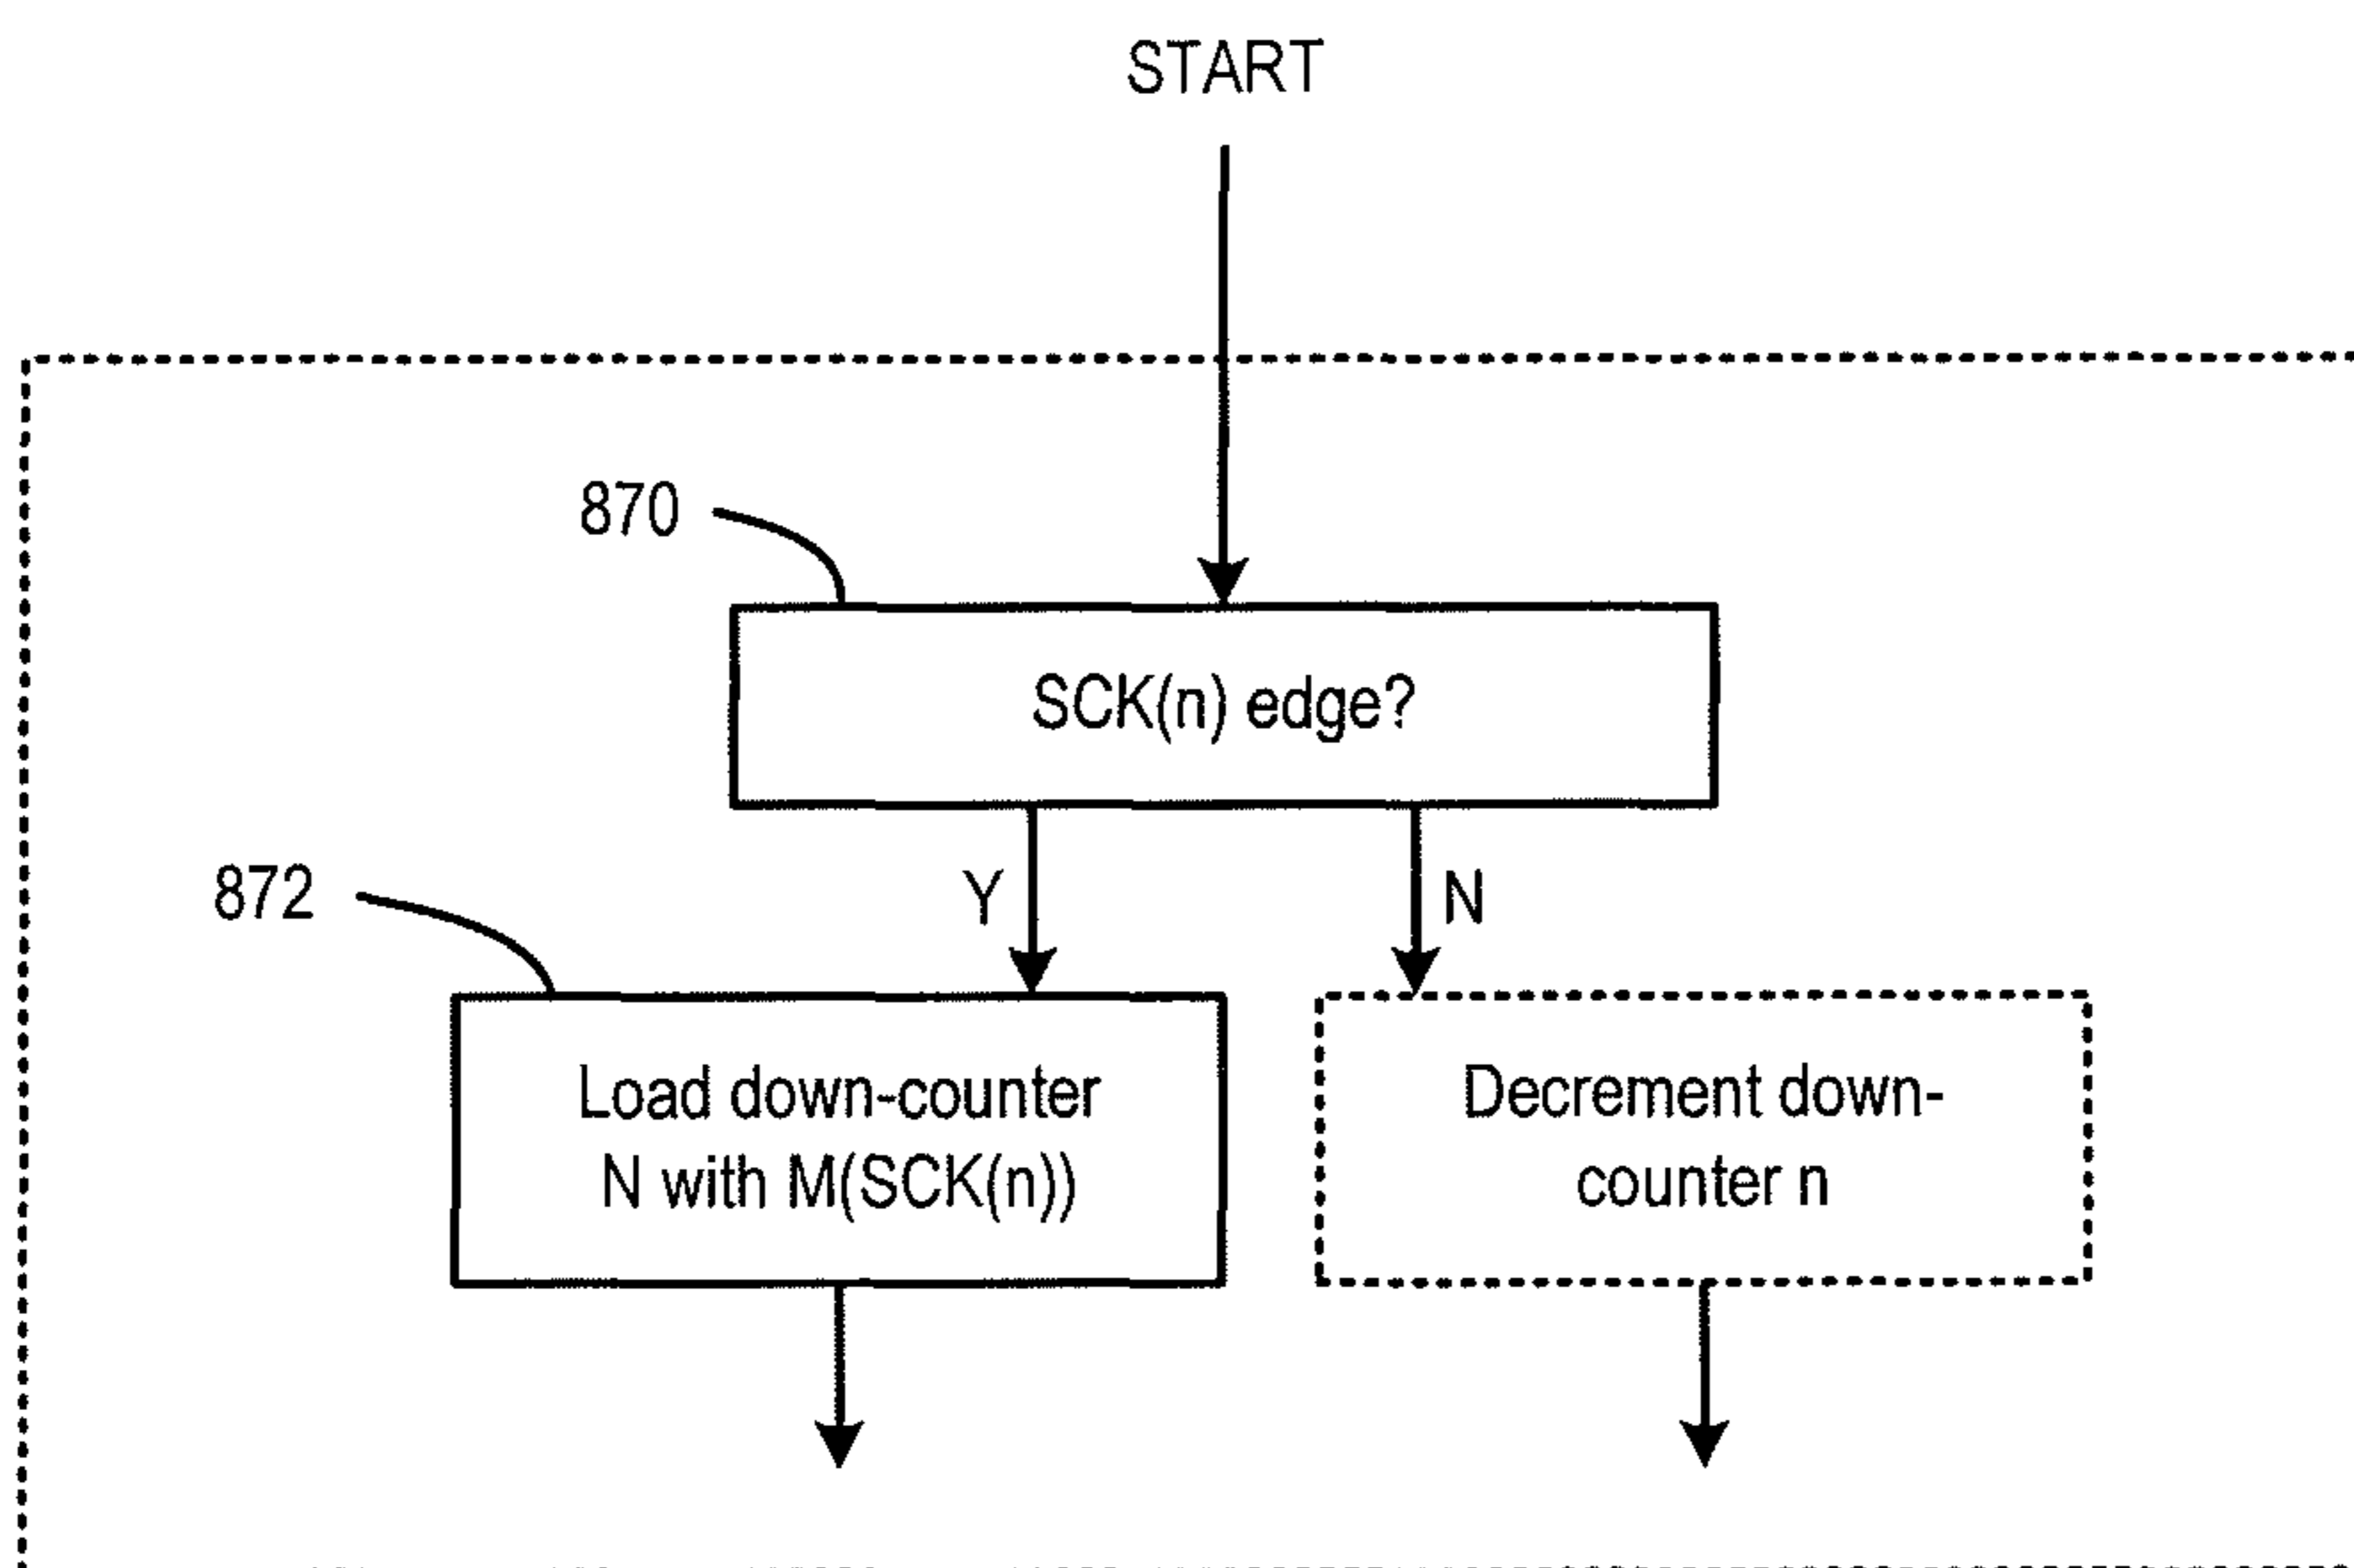 START
870
SCK(n) edge?
Y
N
872
Load down-counter
N with M(SCK(n))
Decrement down-
counter n